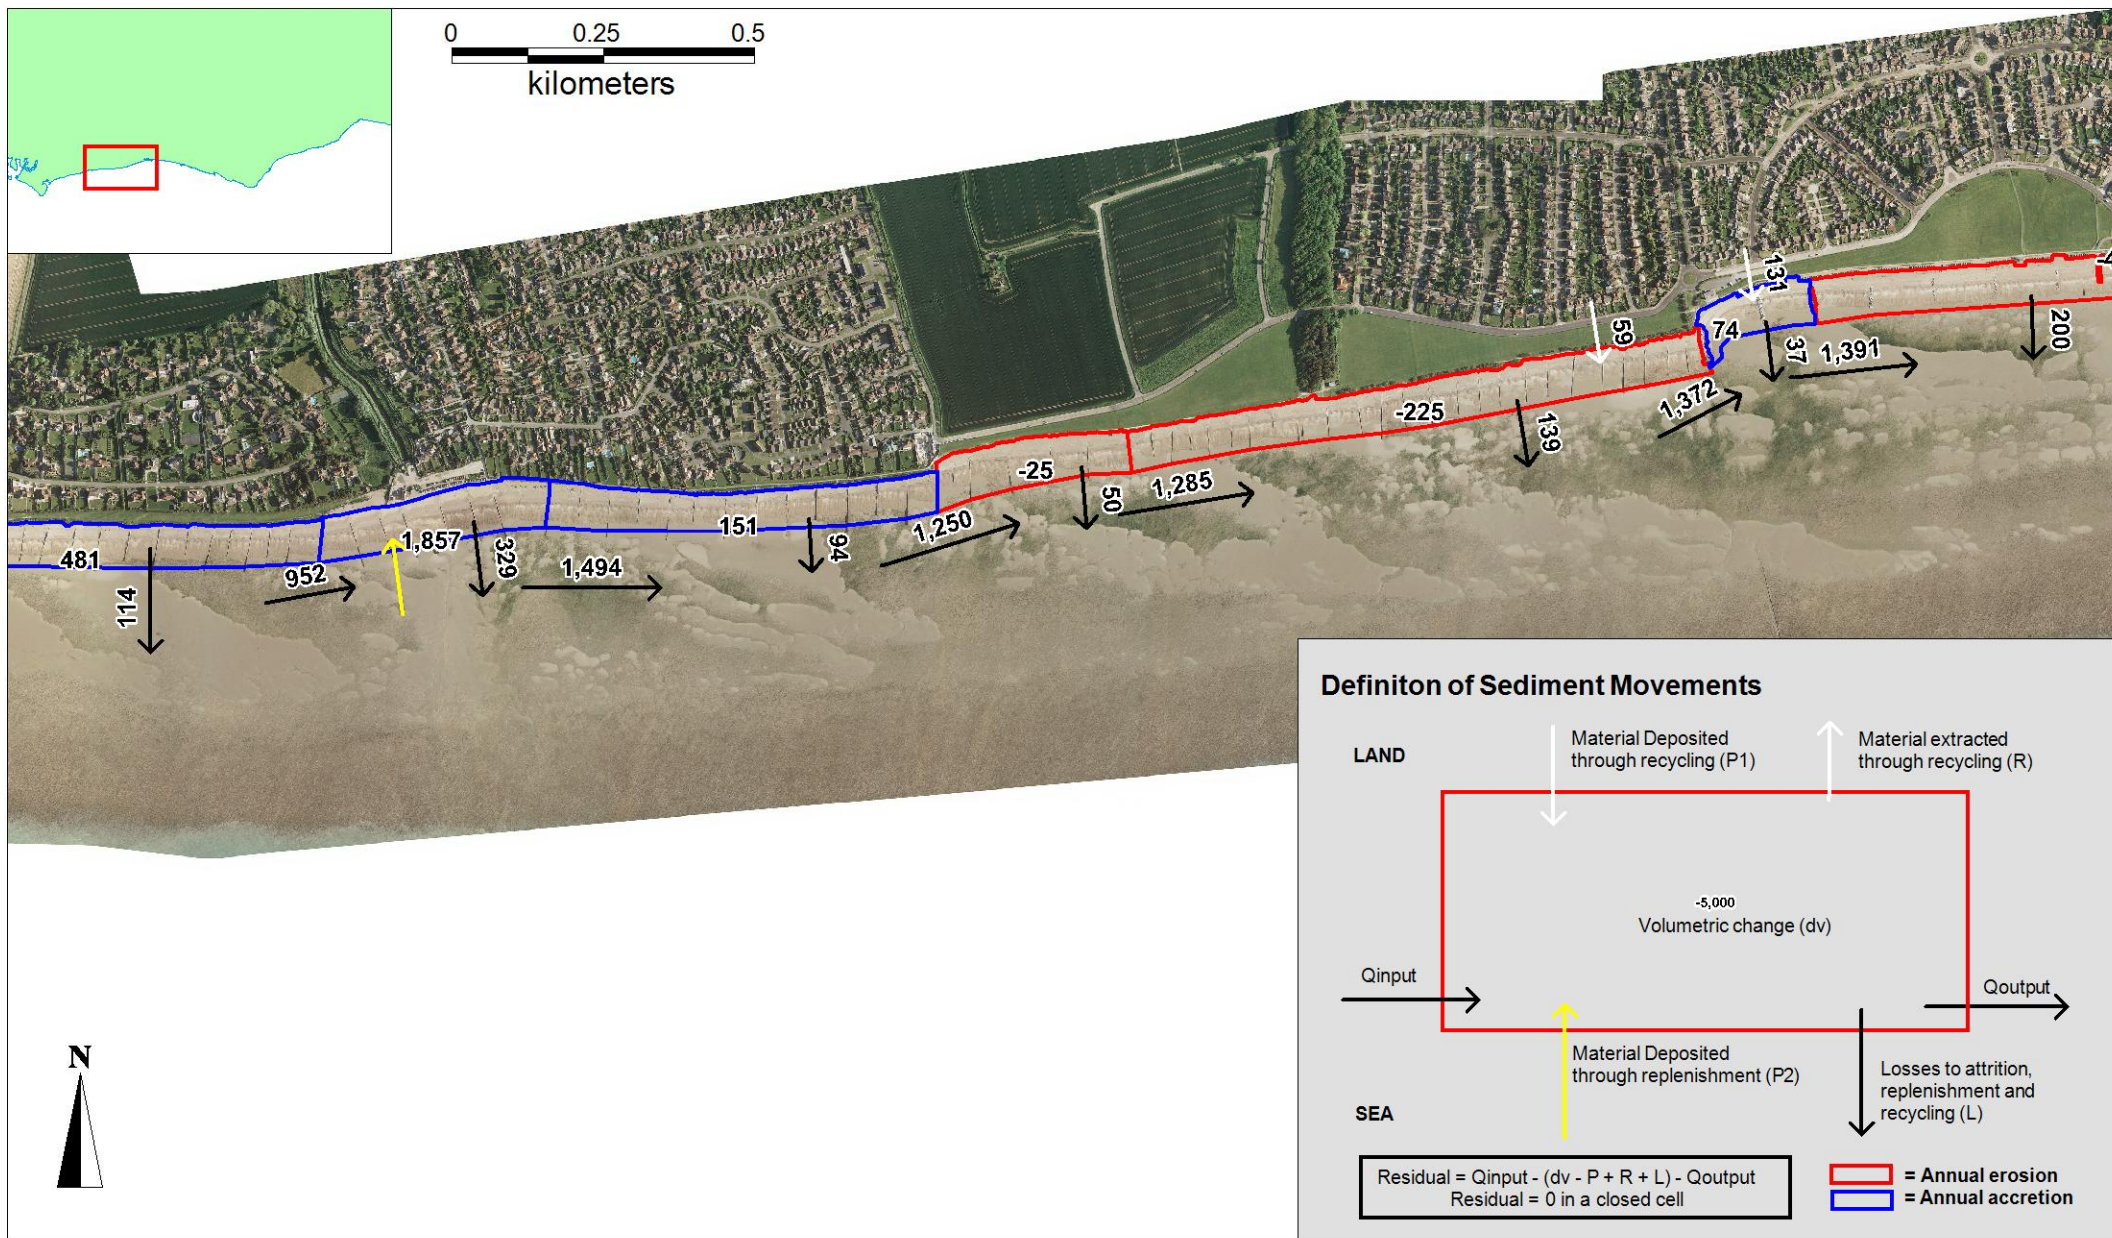 0 0.25 0.5
kilometers
131
59
74
37
1,391
200
1,372
-225
139
-25
50
1,285
151
94
1,250
1,857
329
1,494
481
952
114
Definiton of Sediment Movements
LAND
Material Deposited
through recycling (P1)
Material extracted
through recycling (R)
-5,000
Volumetric change (dv)
Qinput
Qoutput
Material Deposited
through replenishment (P2)
Losses to attrition,
replenishment and
recycling (L)
SEA
Residual = Qinput - (dv - P + R + L) - Qoutput
Residual = 0 in a closed cell
= Annual erosion
= Annual accretion
N